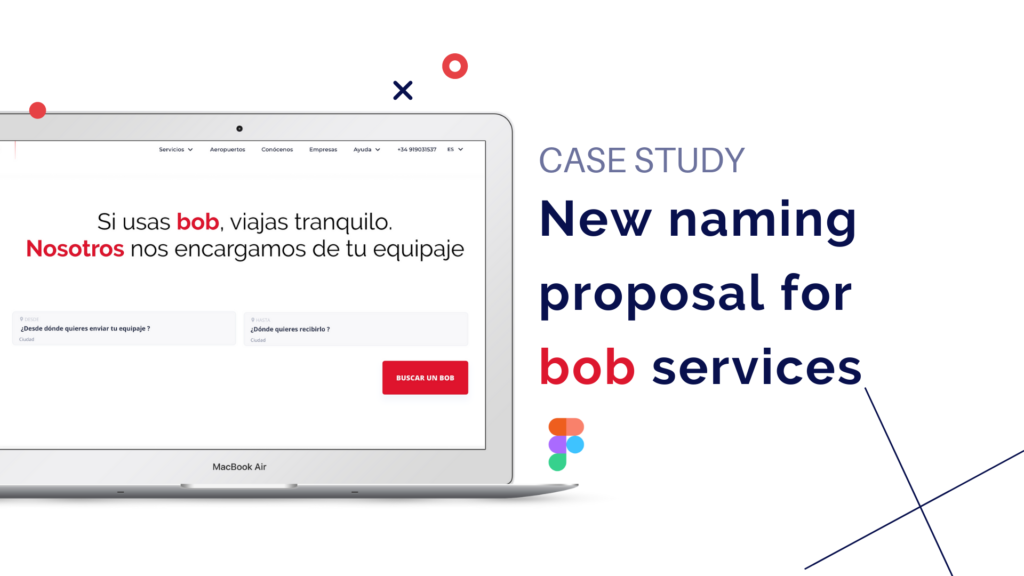 Servicios
Aeropuertos
Conócenos
Empresas
Ayuda
+34 919031537
ES
Si usas bob, viajas tranquilo.
Nosotros nos encargamos de tu equipaje
DESDE
¿Desde dónde quieres enviar tu equipaje ?
Ciudad
HASTA
¿Dónde quieres recibirlo ?
Ciudad
BUSCAR UN BOB
MacBook Air
CASE STUDY
New naming
proposal for
bob services